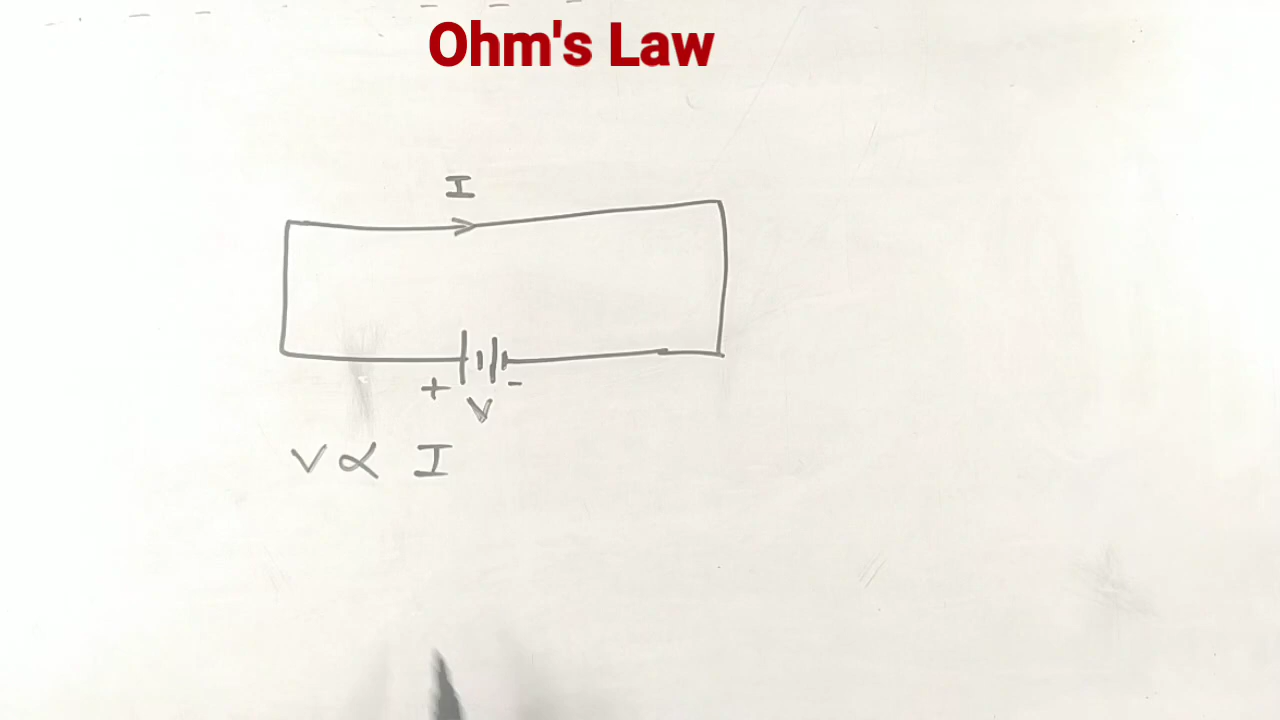 Ohm's Law
I
+ -
V
V ∝ I